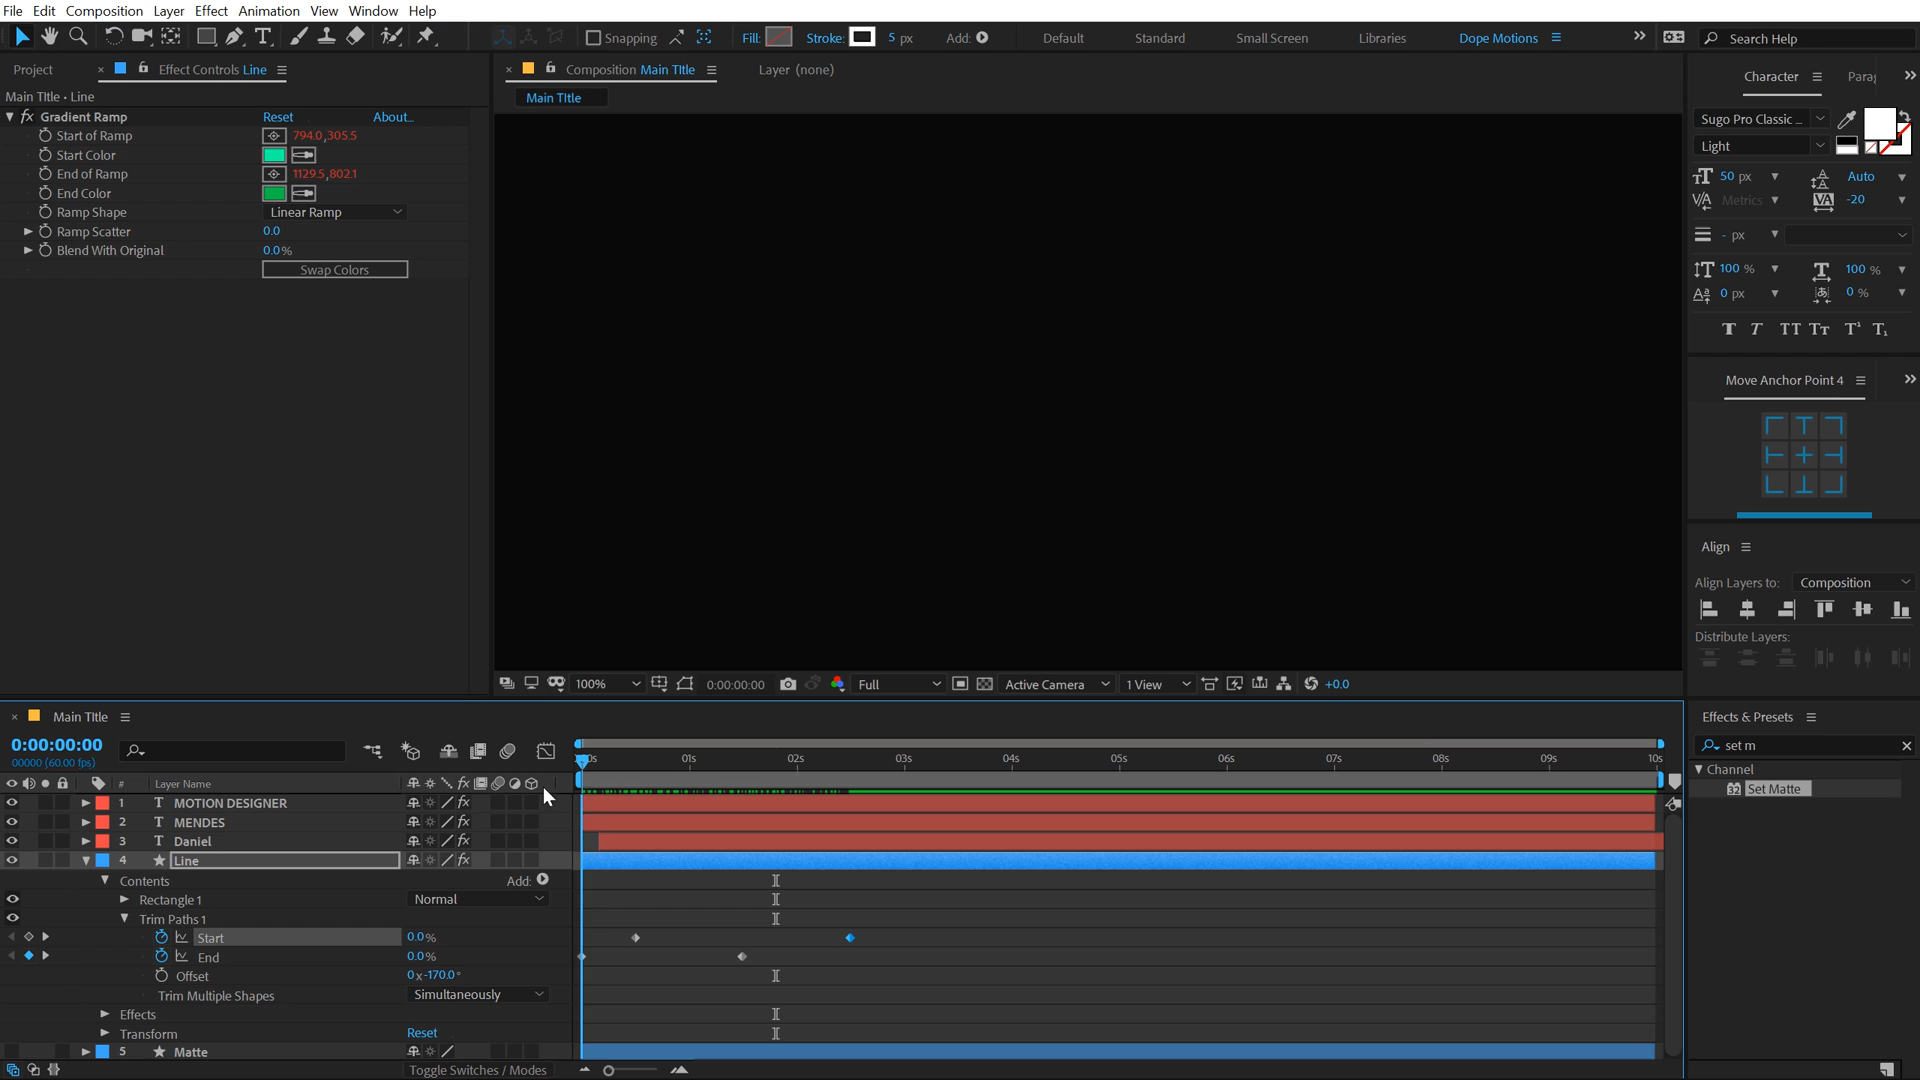 File Edit Composition Layer Effect Animation View Window Help
Snapping Fill: Stroke: 5 px Add: Default Standard Small Screen Libraries Dope Motions Search Help
Project Effect Controls Line Composition Main TItle Layer (none) Character
Main TItle • Line
Main TItle
fx Gradient Ramp Reset About...
Start of Ramp 794.0,305.5
Start Color
End of Ramp 1129.5,802.1
End Color
Ramp Shape Linear Ramp
Ramp Scatter 0.0
Blend With Original 0.0%
Swap Colors
Sugo Pro Classic ...
Light
50 px Auto
Metrics -20
- px
100 % 100 %
0 px 0 %
Move Anchor Point 4
Align
Align Layers to: Composition
Distribute Layers:
100% 0:00:00:00 Full Active Camera 1 View +0.0
Main TItle
0:00:00:00
00000 (60.00 fps)
01s 02s 03s 04s 05s 06s 07s 08s 09s 10s
# Layer Name
1 T MOTION DESIGNER
2 T MENDES
3 T Daniel
4 Line
Contents Add:
Rectangle 1 Normal
Trim Paths 1
Start 0.0%
End 0.0%
Offset 0x-170.0°
Trim Multiple Shapes Simultaneously
Effects
Transform Reset
5 Matte
Toggle Switches / Modes
Effects & Presets
set m
Channel
32 Set Matte